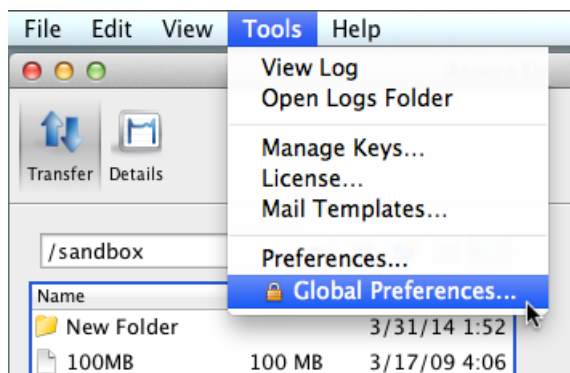 File Edit View Tools Help
View Log
Open Logs Folder
Transfer Details
Manage Keys...
License...
Mail Templates...
/sandbox
Preferences...
Global Preferences...
Name
New Folder 3/31/14 1:52
100MB 100 MB 3/17/09 4:06